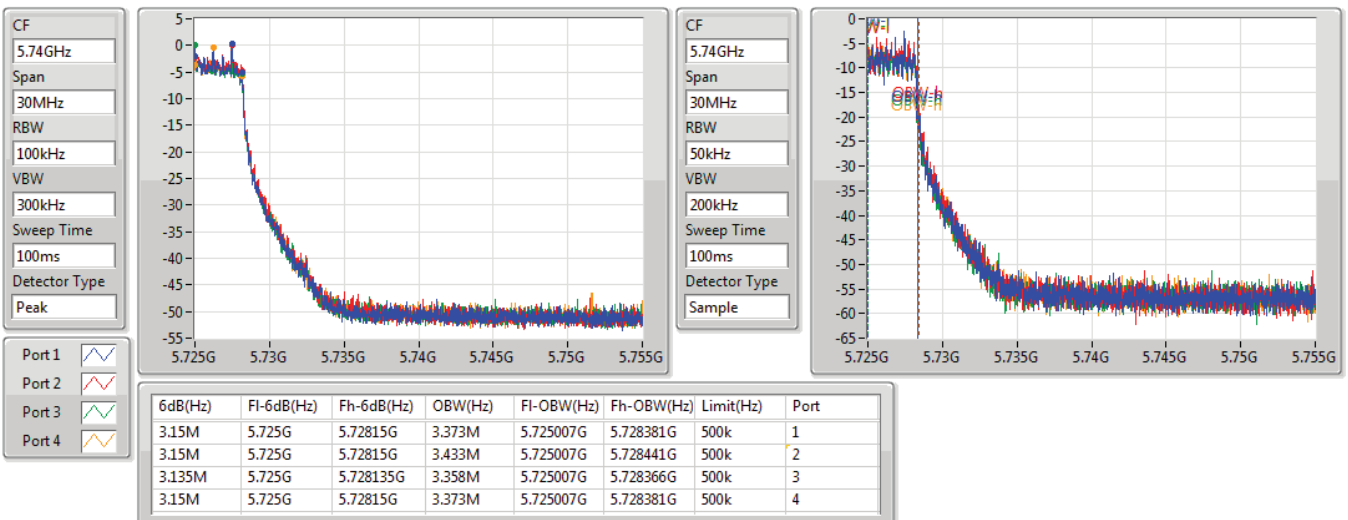 CF
5.74GHz
Span
30MHz
RBW
100kHz
VBW
300kHz
Sweep Time
100ms
Detector Type
Peak
5
0
-5
-10
-15
-20
-25
-30
-35
-40
-45
-50
-55
5.725G 5.73G 5.735G 5.74G 5.745G 5.75G 5.755G
CF
5.74GHz
Span
30MHz
RBW
50kHz
VBW
200kHz
Sweep Time
100ms
Detector Type
Sample
0
-5
-10
-15
-20
-25
-30
-35
-40
-45
-50
-55
-60
-65
OBW-h
5.725G 5.73G 5.735G 5.74G 5.745G 5.75G 5.755G
Port 1
Port 2
Port 3
Port 4
6dB(Hz) Fl-6dB(Hz) Fh-6dB(Hz) OBW(Hz) Fl-OBW(Hz) Fh-OBW(Hz) Limit(Hz) Port
3.15M 5.725G 5.72815G 3.373M 5.725007G 5.728381G 500k 1
3.15M 5.725G 5.72815G 3.433M 5.725007G 5.728441G 500k 2
3.135M 5.725G 5.728135G 3.358M 5.725007G 5.728366G 500k 3
3.15M 5.725G 5.72815G 3.373M 5.725007G 5.728381G 500k 4